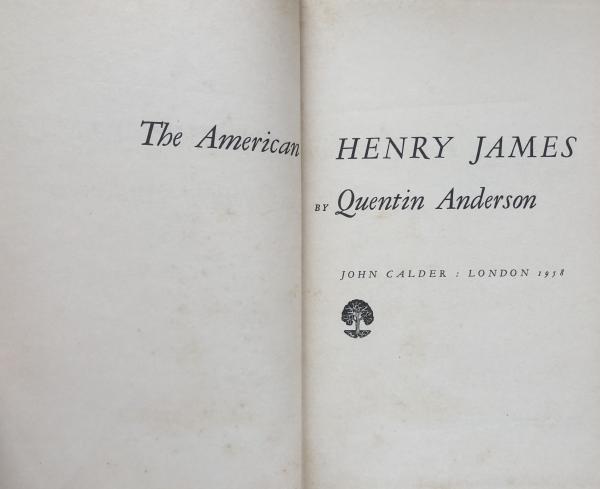 The American HENRY JAMES
BY Quentin Anderson
JOHN CALDER : LONDON 1958